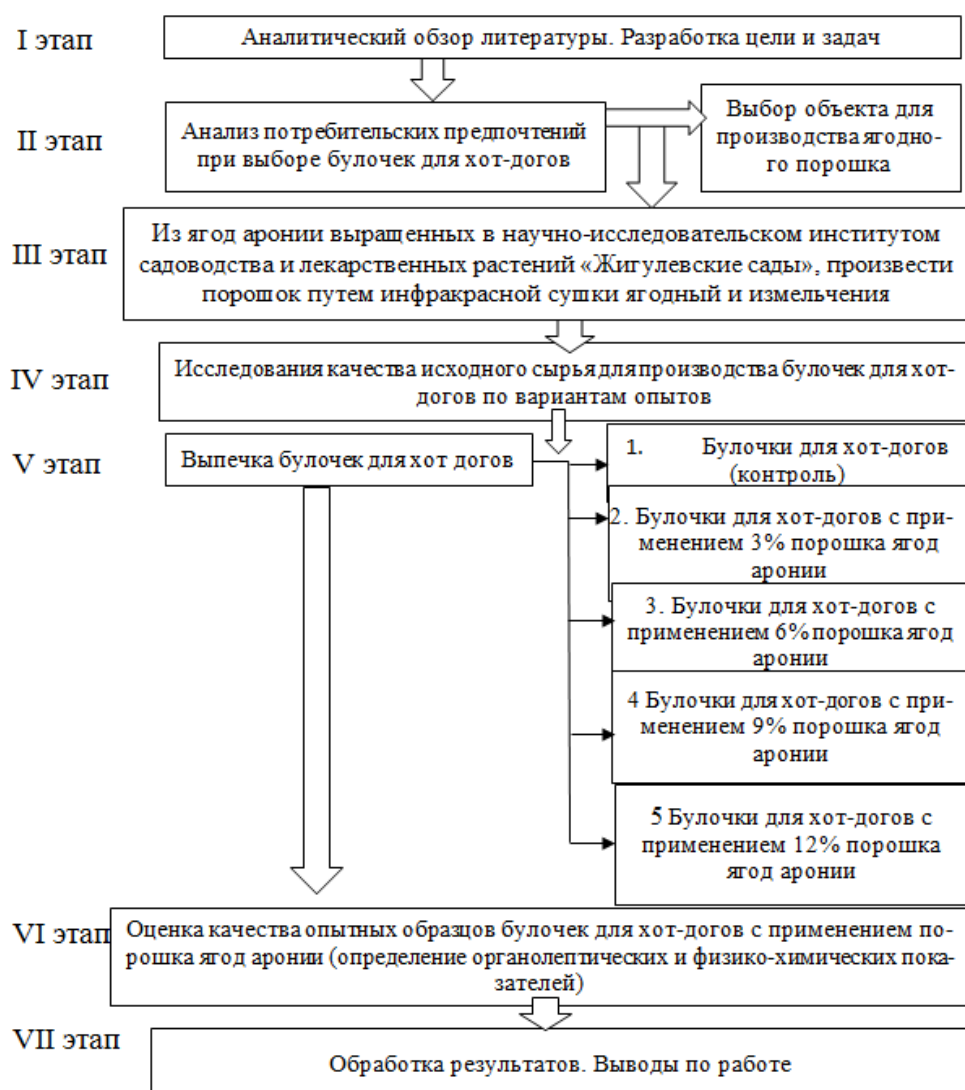 I этап
Аналитический обзор литературы. Разработка цели и задач
II этап
Анализ потребительских предпочтений
при выборе булочек для хот-догов
Выбор объекта для
производства ягодно-
го порошка
III этап
Из ягод аронии выращенных в научно-исследовательском институтом
садоводства и лекарственных растений «Жигулевские сады», произвести
порошок путем инфракрасной сушки ягодный и измельчения
IV этап
Исследования качества исходного сырья для производства булочек для хот-
догов по вариантам опытов
V этап
Выпечка булочек для хот догов
1. Булочки для хот-догов
(контроль)
2. Булочки для хот-догов с при-
менением 3% порошка ягод
аронии
3. Булочки для хот-догов с
применением 6% порошка ягод
аронии
4 Булочки для хот-догов с при-
менением 9% порошка ягод
аронии
5 Булочки для хот-догов с
применением 12% порошка
ягод аронии
VI этап
Оценка качества опытных образцов булочек для хот-догов с применением по-
рошка ягод аронии (определение органолептических и физико-химических пока-
зателей)
VII этап
Обработка результатов. Выводы по работе